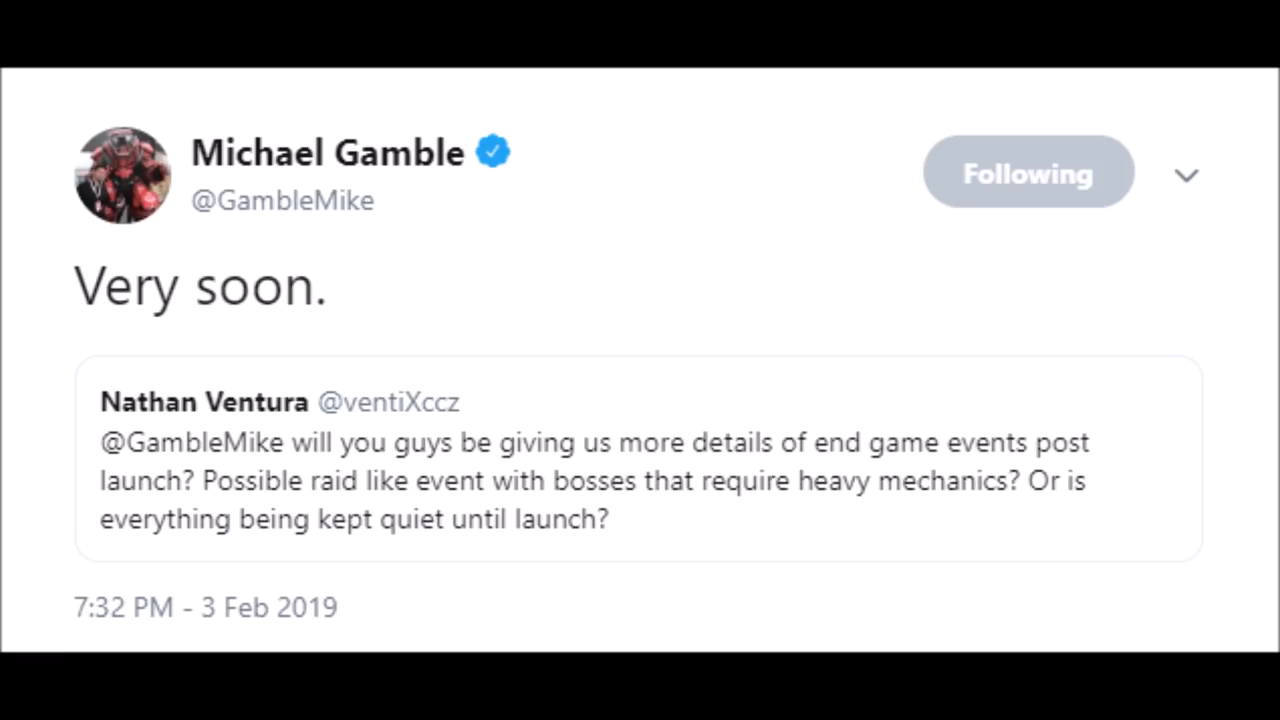 Michael Gamble
@GambleMike
Following
Very soon.
Nathan Ventura @ventiXccz
@GambleMike will you guys be giving us more details of end game events post
launch? Possible raid like event with bosses that require heavy mechanics? Or is
everything being kept quiet until launch?
7:32 PM - 3 Feb 2019